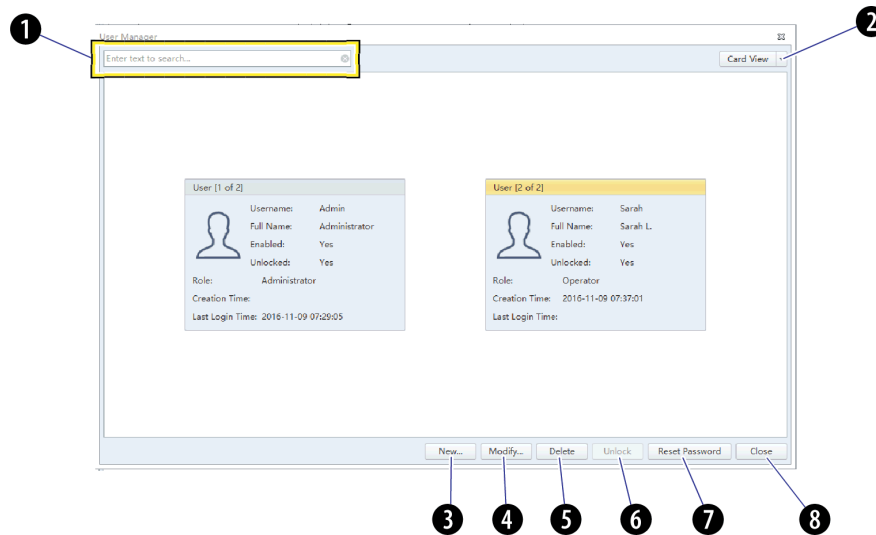 1
2
User Manager
Enter text to search...
Card View
User [1 of 2]
Username: Admin
Full Name: Administrator
Enabled: Yes
Unlocked: Yes
Role: Administrator
Creation Time:
Last Login Time: 2016-11-09 07:29:05
User [2 of 2]
Username: Sarah
Full Name: Sarah L.
Enabled: Yes
Unlocked: Yes
Role: Operator
Creation Time: 2016-11-09 07:37:01
Last Login Time:
New... Modify... Delete Unlock Reset Password Close
3 4 5 6 7 8